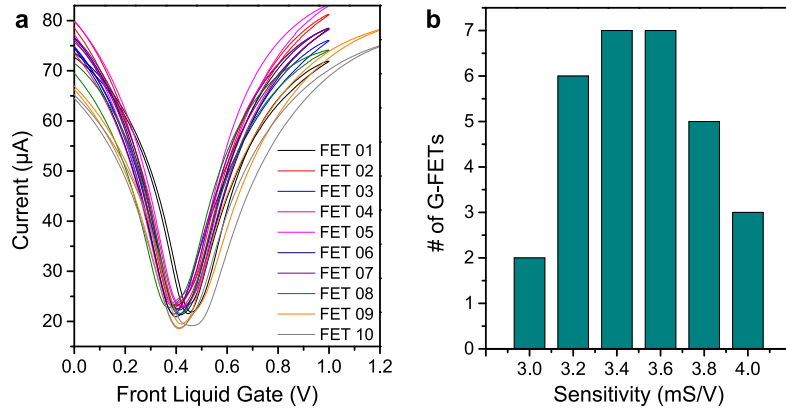 a
80
70
60
50
40
30
20
Current (µA)
0.0 0.2 0.4 0.6 0.8 1.0 1.2
Front Liquid Gate (V)
FET 01
FET 02
FET 03
FET 04
FET 05
FET 06
FET 07
FET 08
FET 09
FET 10
b
7
6
5
4
3
2
1
0
# of G-FETs
3.0 3.2 3.4 3.6 3.8 4.0
Sensitivity (mS/V)